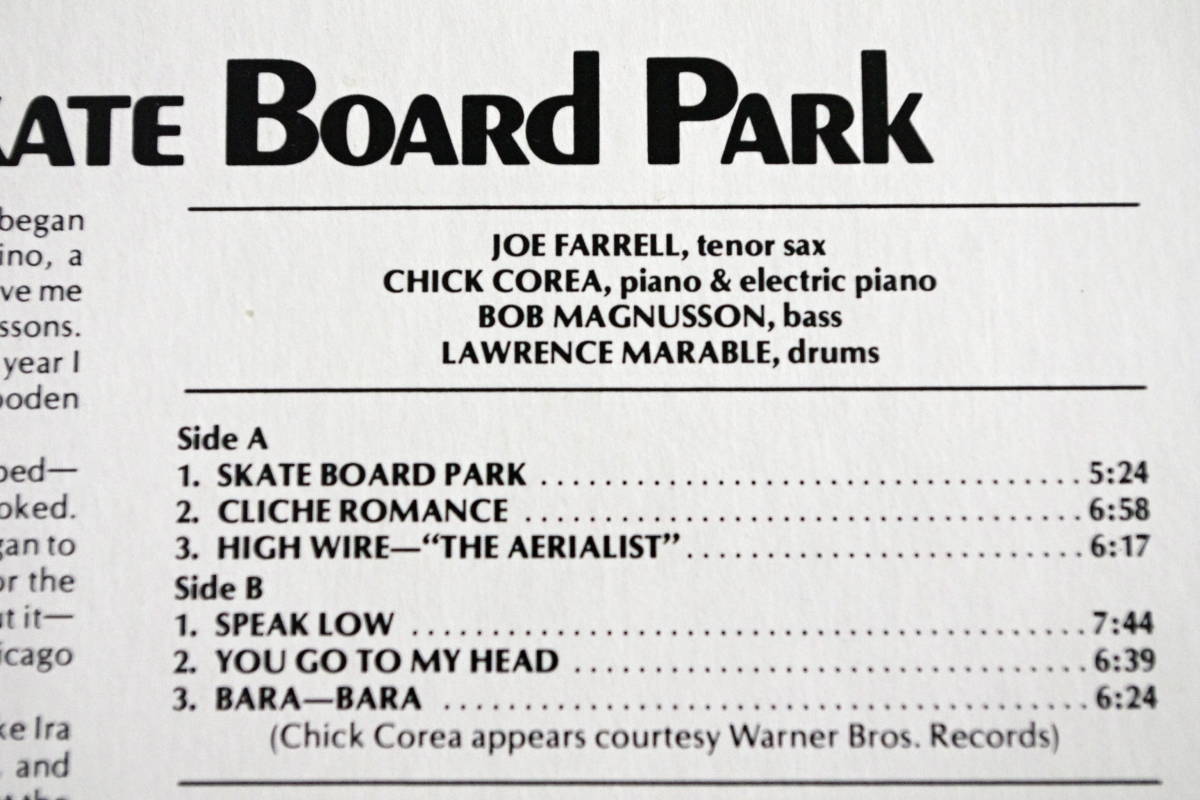 KATE BOARD PARK
began
ino, a
ve me
ssons.
year I
ooden
ped—
oked.
gan to
or the
ut it—
icago
ke Ira
and
JOE FARRELL, tenor sax
CHICK COREA, piano & electric piano
BOB MAGNUSSON, bass
LAWRENCE MARABLE, drums
Side A
1. SKATE BOARD PARK ........................ 5:24
2. CLICHE ROMANCE ........................ 6:58
3. HIGH WIRE—“THE AERIALIST” ................ 6:17
Side B
1. SPEAK LOW ........................ 7:44
2. YOU GO TO MY HEAD ........................ 6:39
3. BARA—BARA ........................ 6:24
(Chick Corea appears courtesy Warner Bros. Records)